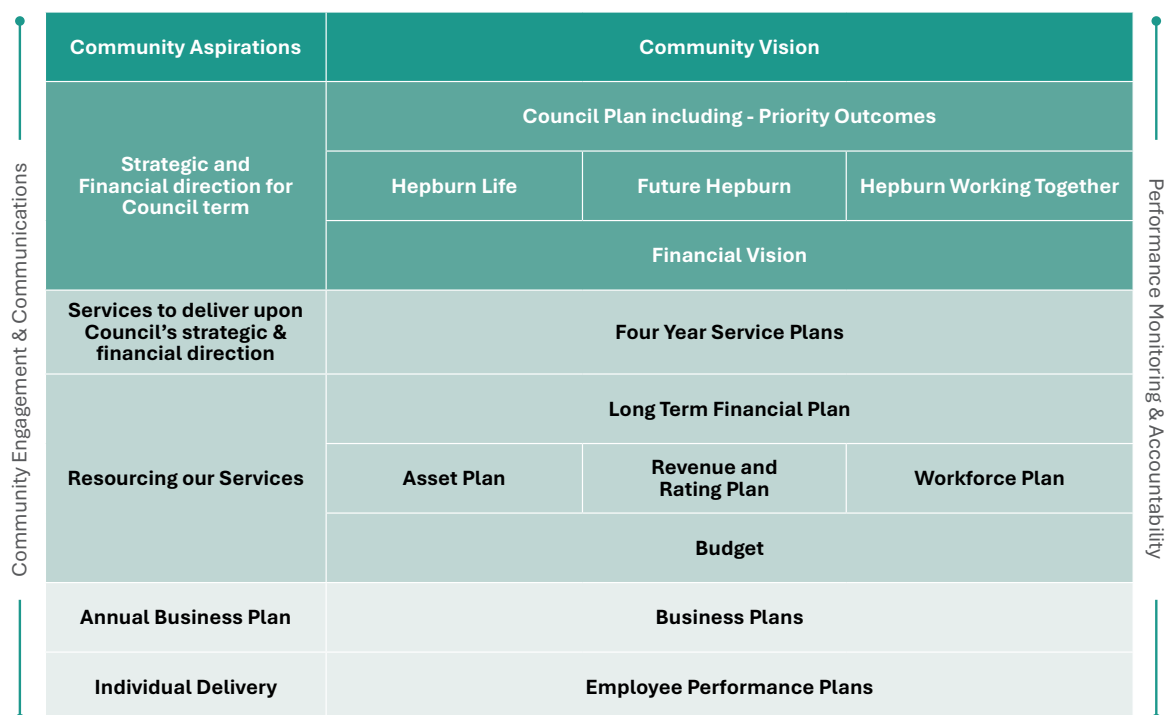 Community Engagement & Communications
Community Aspirations
Community Vision
Strategic and
Financial direction for
Council term
Council Plan including - Priority Outcomes
Hepburn Life
Future Hepburn
Hepburn Working Together
Financial Vision
Services to deliver upon
Council’s strategic &
financial direction
Four Year Service Plans
Resourcing our Services
Long Term Financial Plan
Asset Plan
Revenue and
Rating Plan
Workforce Plan
Budget
Annual Business Plan
Business Plans
Individual Delivery
Employee Performance Plans
Performance Monitoring & Accountability